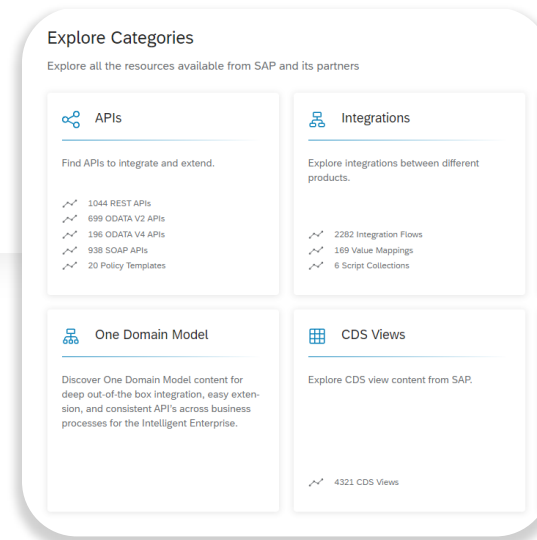 Explore Categories
Explore all the resources available from SAP and its partners
APIs
Find APIs to integrate and extend.
1044 REST APIs
699 ODATA V2 APIs
196 ODATA V4 APIs
938 SOAP APIs
20 Policy Templates
Integrations
Explore integrations between different
products.
2282 Integration Flows
169 Value Mappings
6 Script Collections
One Domain Model
Discover One Domain Model content for
deep out-of-the box integration, easy exten-
sion, and consistent API's across business
processes for the Intelligent Enterprise.
CDS Views
Explore CDS view content from SAP.
4321 CDS Views